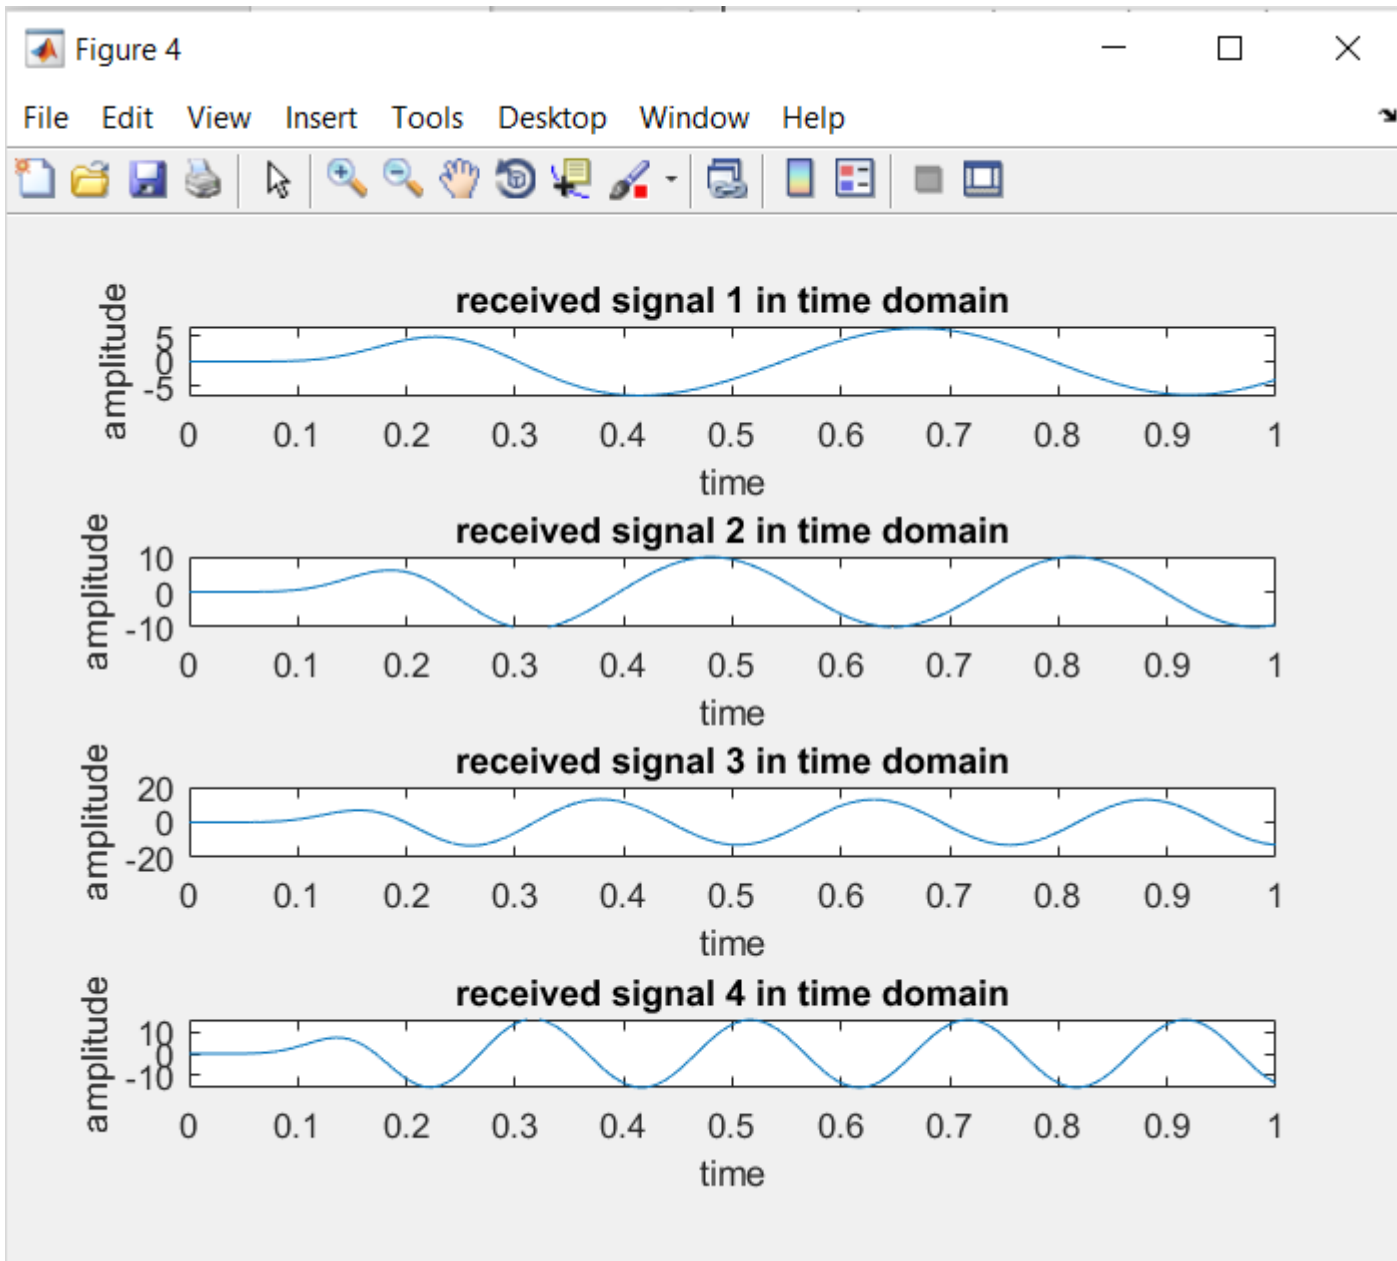 Figure 4
File Edit View Insert Tools Desktop Window Help
received signal 1 in time domain
amplitude
5
0
-5
0 0.1 0.2 0.3 0.4 0.5 0.6 0.7 0.8 0.9 1
time
received signal 2 in time domain
amplitude
10
0
-10
0 0.1 0.2 0.3 0.4 0.5 0.6 0.7 0.8 0.9 1
time
received signal 3 in time domain
amplitude
20
0
-20
0 0.1 0.2 0.3 0.4 0.5 0.6 0.7 0.8 0.9 1
time
received signal 4 in time domain
amplitude
10
0
-10
0 0.1 0.2 0.3 0.4 0.5 0.6 0.7 0.8 0.9 1
time